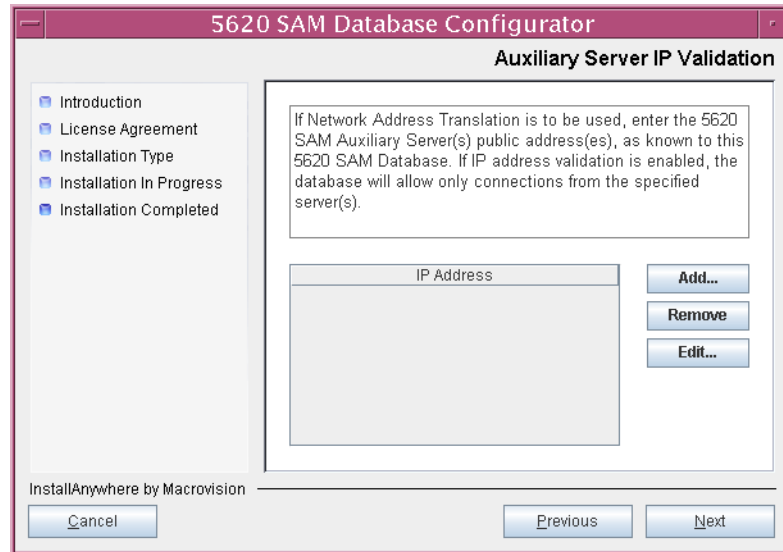 5620 SAM Database Configurator
Auxiliary Server IP Validation
Introduction
License Agreement
Installation Type
Installation In Progress
Installation Completed
If Network Address Translation is to be used, enter the 5620
SAM Auxiliary Server(s) public address(es), as known to this
5620 SAM Database. If IP address validation is enabled, the
database will allow only connections from the specified
server(s).
IP Address
Add...
Remove
Edit...
InstallAnywhere by Macrovision
Cancel
Previous
Next